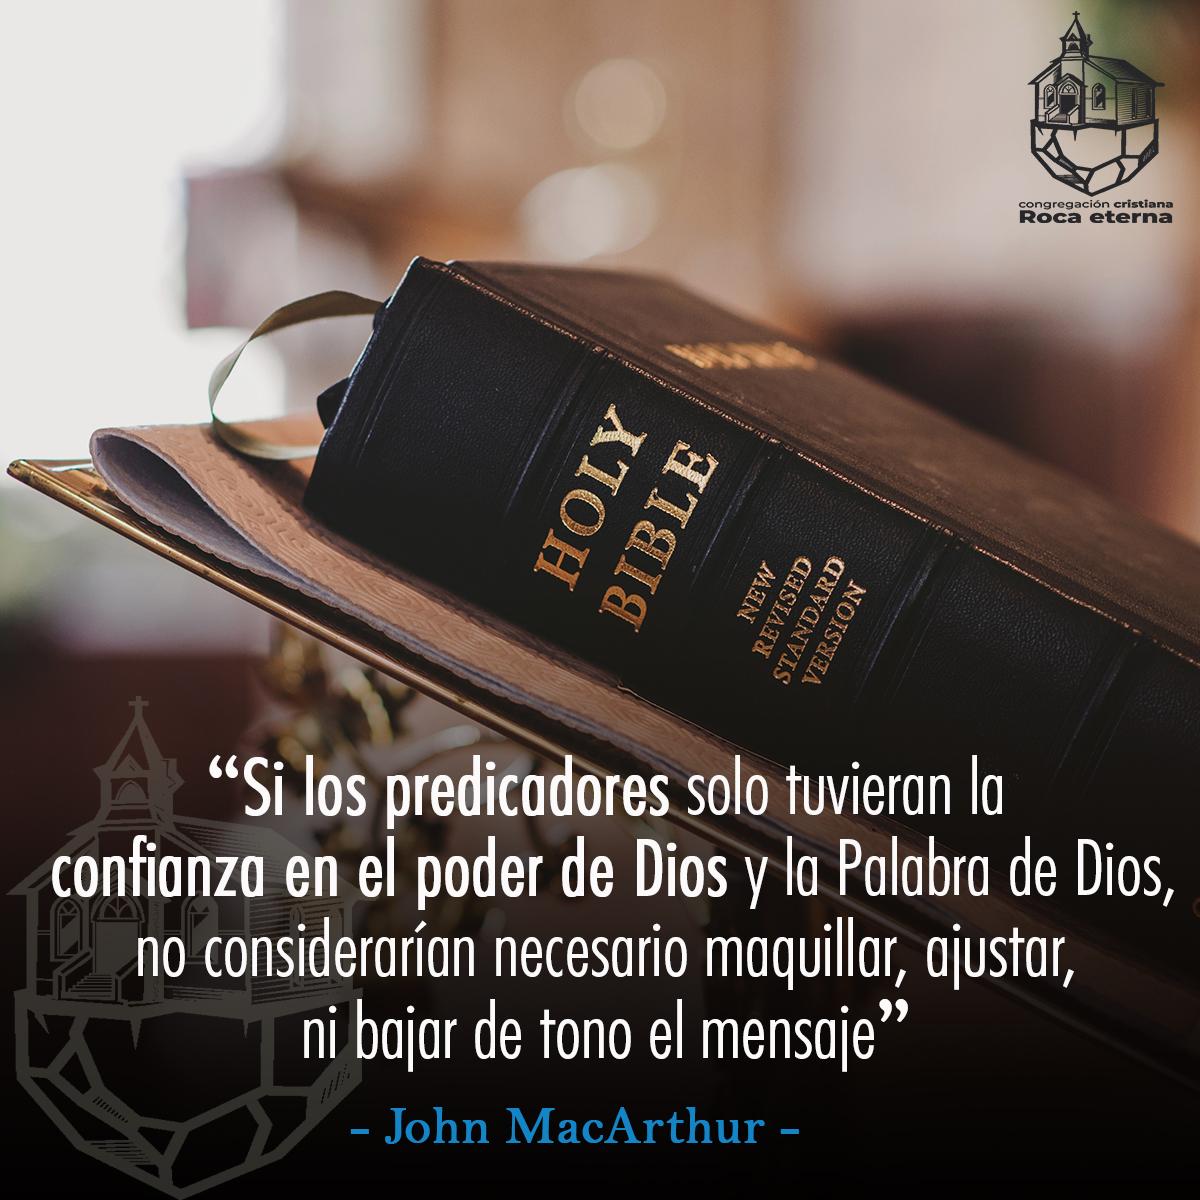 congregación cristiana
Roca eterna
HOLY
BIBLE
NEW
REVISED
STANDARD
VERSION
“Si los predicadores solo tuvieran la
confianza en el poder de Dios y la Palabra de Dios,
no considerarían necesario maquillar, ajustar,
ni bajar de tono el mensaje”
- John MacArthur -